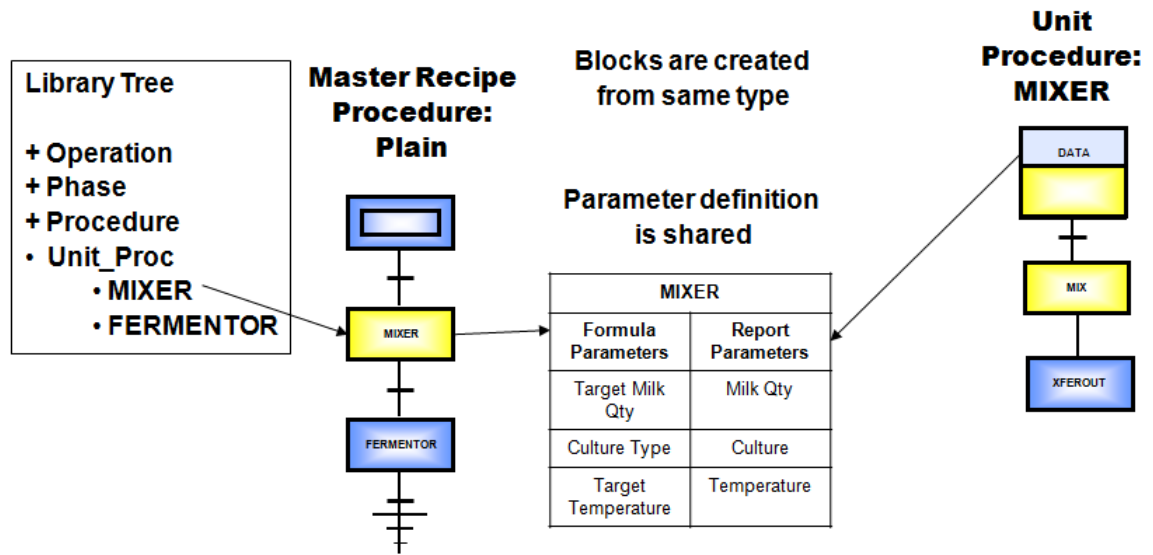 Library Tree
+ Operation
+ Phase
+ Procedure
• Unit_Proc
• MIXER
• FERMENTOR
Master Recipe
Procedure:
Plain
MIXER
FERMENTOR
Blocks are created
from same type
Parameter definition
is shared
MIXER
Formula
Parameters
Report
Parameters
Target Milk
Qty
Milk Qty
Culture Type
Culture
Target
Temperature
Temperature
Unit
Procedure:
MIXER
DATA
MIX
XFEROUT